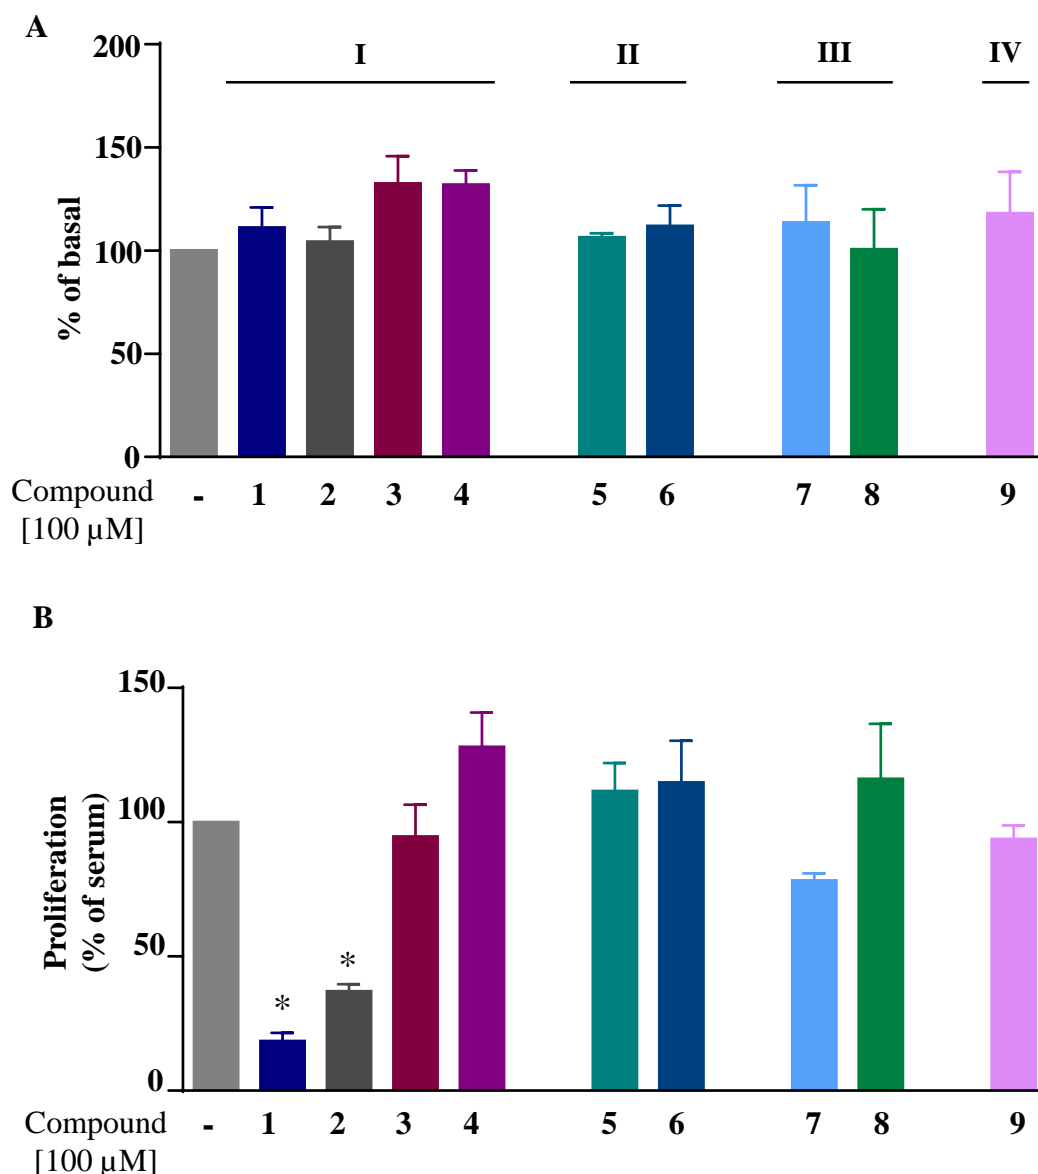 A
I II III IV
200
150
100
50
0
% of basal
Compound - 1 2 3 4 5 6 7 8 9
[100 µM]
B
150
100
50
0
Proliferation
(% of serum)
*
*
Compound - 1 2 3 4 5 6 7 8 9
[100 µM]